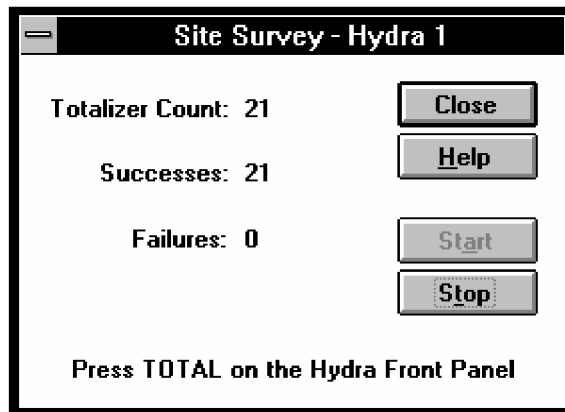 Site Survey - Hydra 1
Totalizer Count: 21
Close
Help
Successes: 21
Failures: 0
Start
Stop
Press TOTAL on the Hydra Front Panel